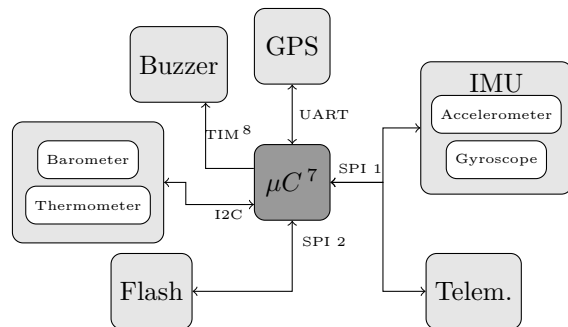 GPS
Buzzer
IMU
Accelerometer
UART
TIM 8
Barometer
Gyroscope
μC 7
SPI 1
Thermometer
I2C
SPI 2
Flash
Telem.